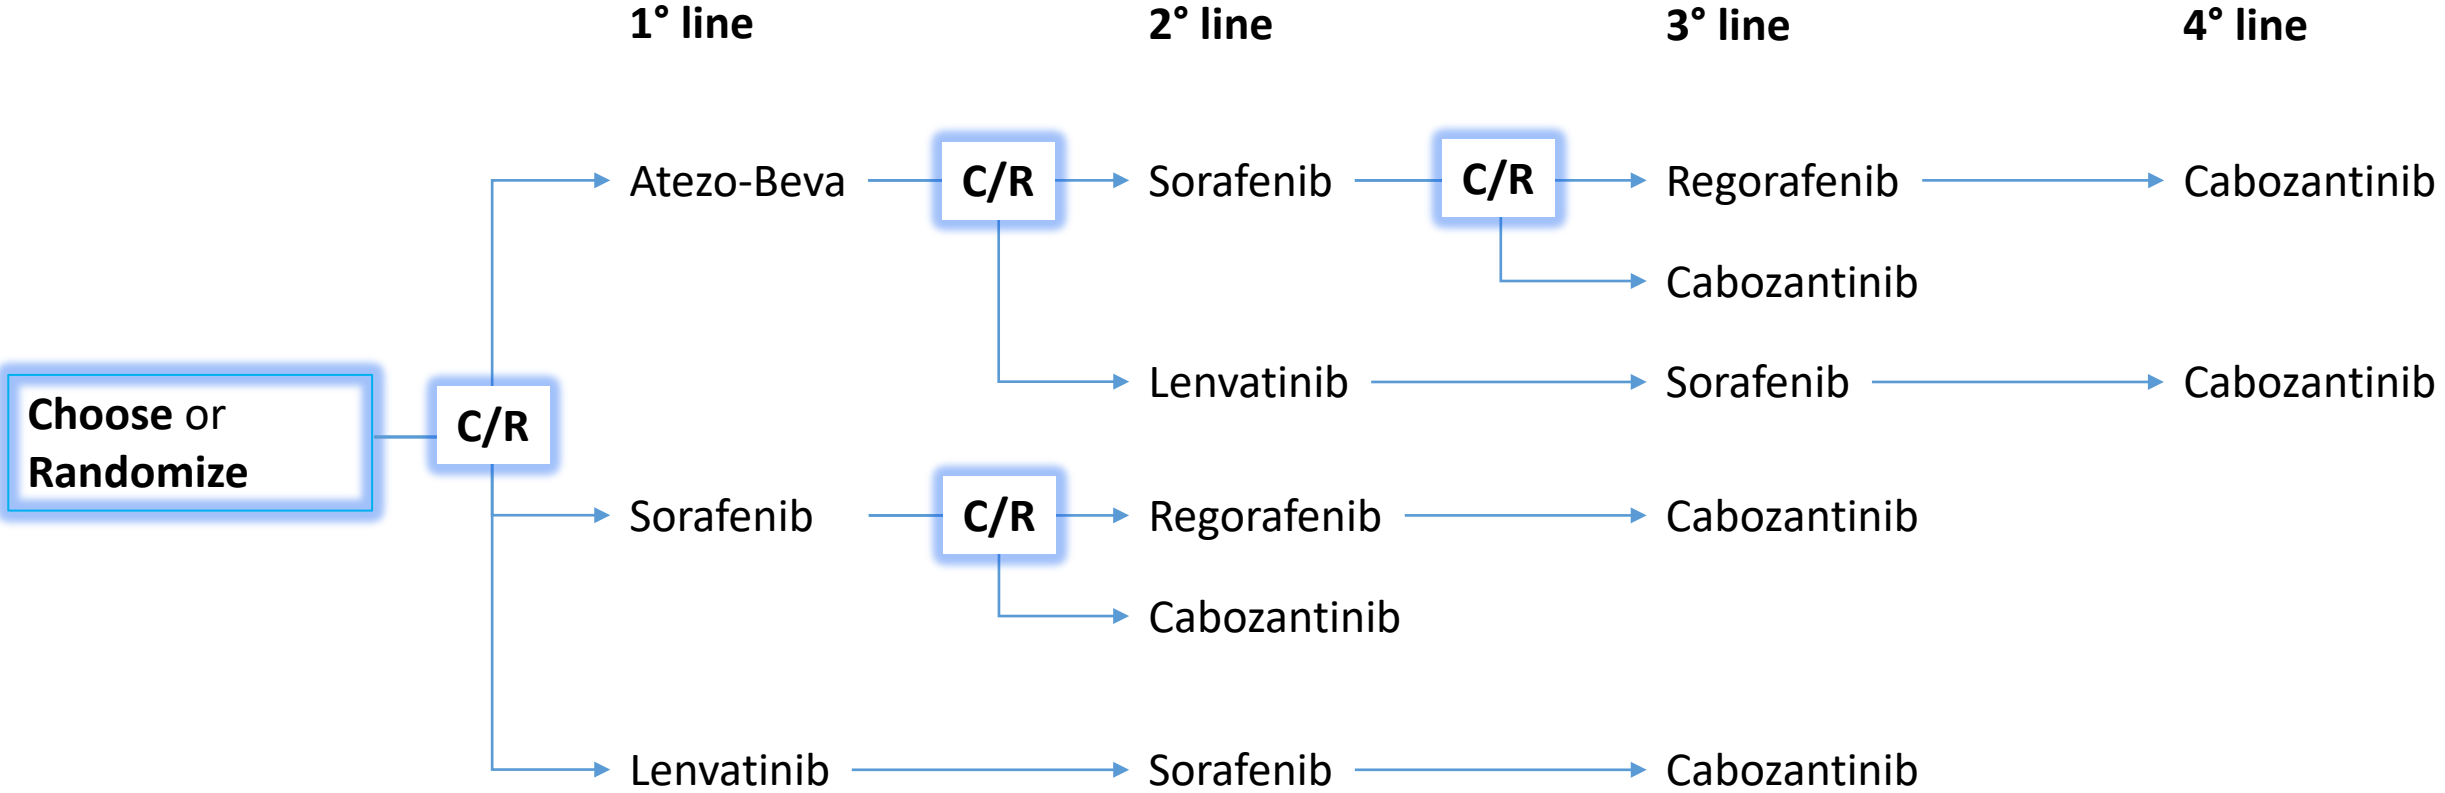 1° line 2° line 3° line 4° line
Atezo-Beva C/R Sorafenib C/R Regorafenib Cabozantinib
Cabozantinib
Lenvatinib Sorafenib Cabozantinib
Choose or
Randomize
C/R
Sorafenib C/R Regorafenib Cabozantinib
Cabozantinib
Lenvatinib Sorafenib Cabozantinib